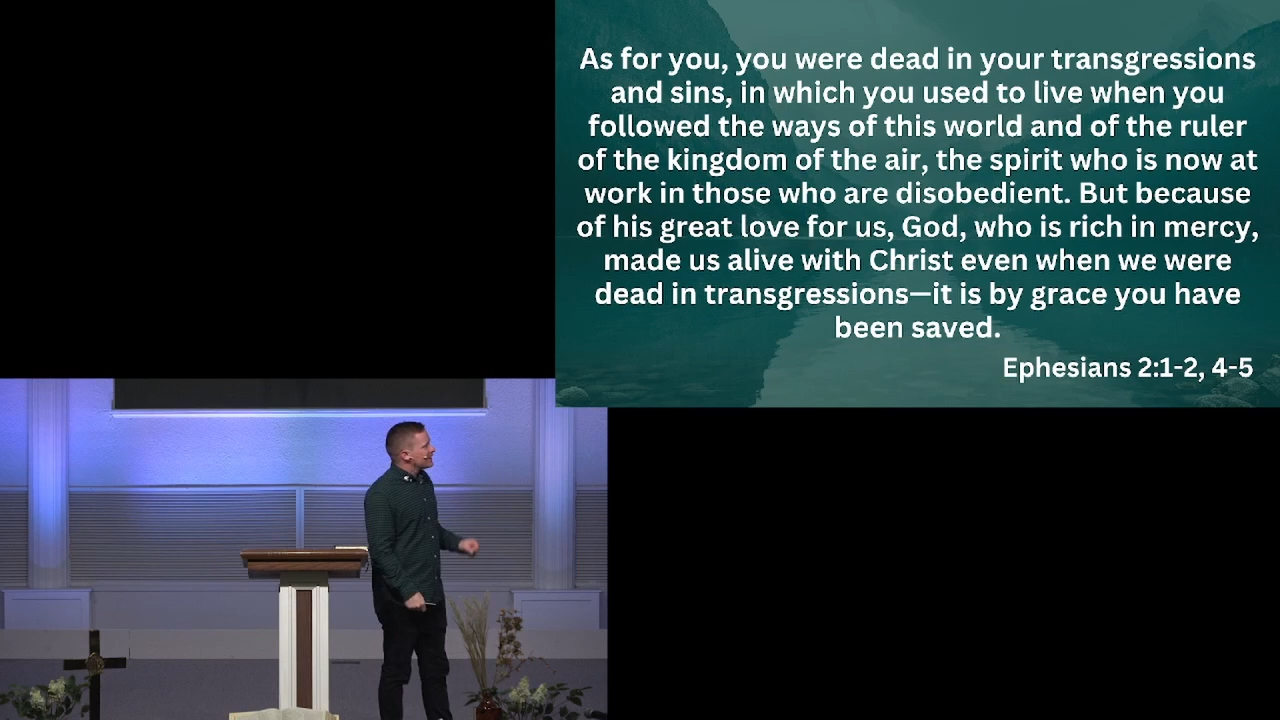 As for you, you were dead in your transgressions
and sins, in which you used to live when you
followed the ways of this world and of the ruler
of the kingdom of the air, the spirit who is now at
work in those who are disobedient. But because
of his great love for us, God, who is rich in mercy,
made us alive with Christ even when we were
dead in transgressions—it is by grace you have
been saved.
Ephesians 2:1-2, 4-5